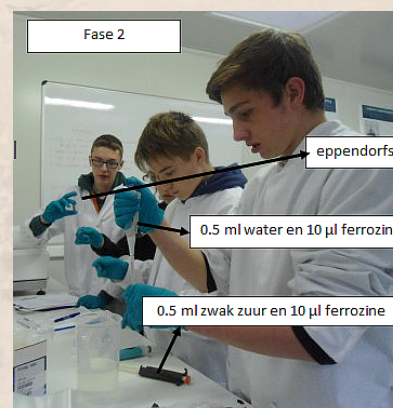 Fase 2
eppendorfs
0.5 ml water en 10 µl ferrozine
0.5 ml zwak zuur en 10 µl ferrozine